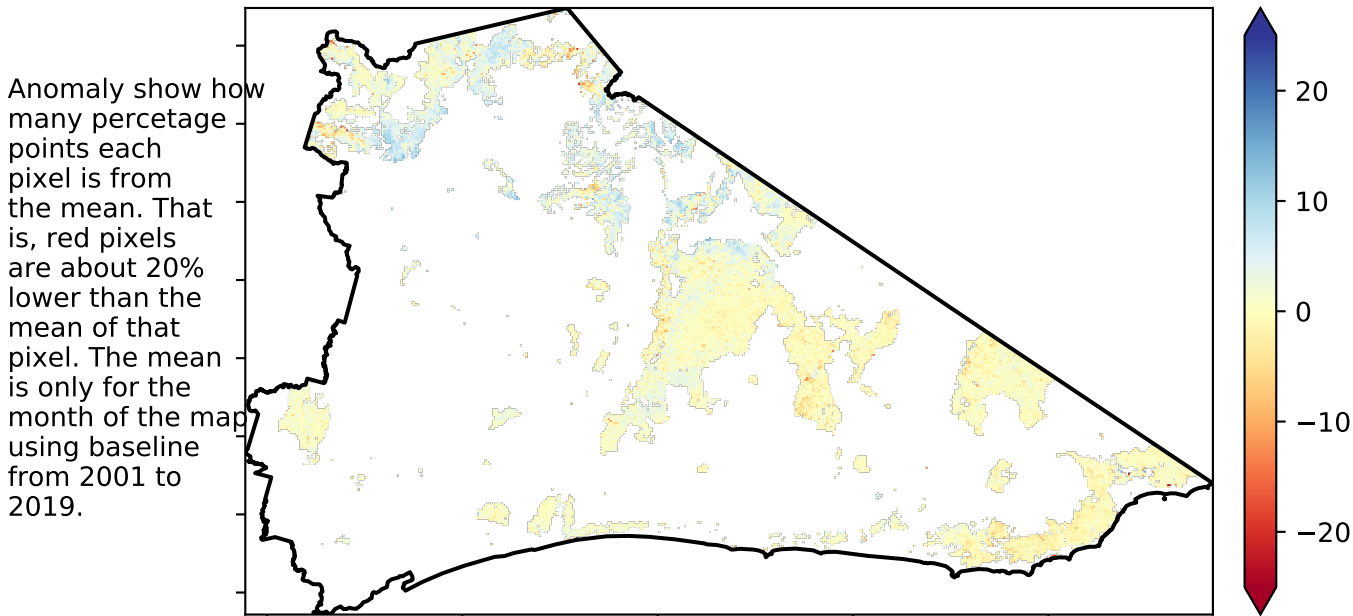 Anomaly show how
many percetage
points each
pixel is from
the mean. That
is, red pixels
are about 20%
lower than the
mean of that
pixel. The mean
is only for the
month of the map
using baseline
from 2001 to
2019.
20
10
0
−10
−20